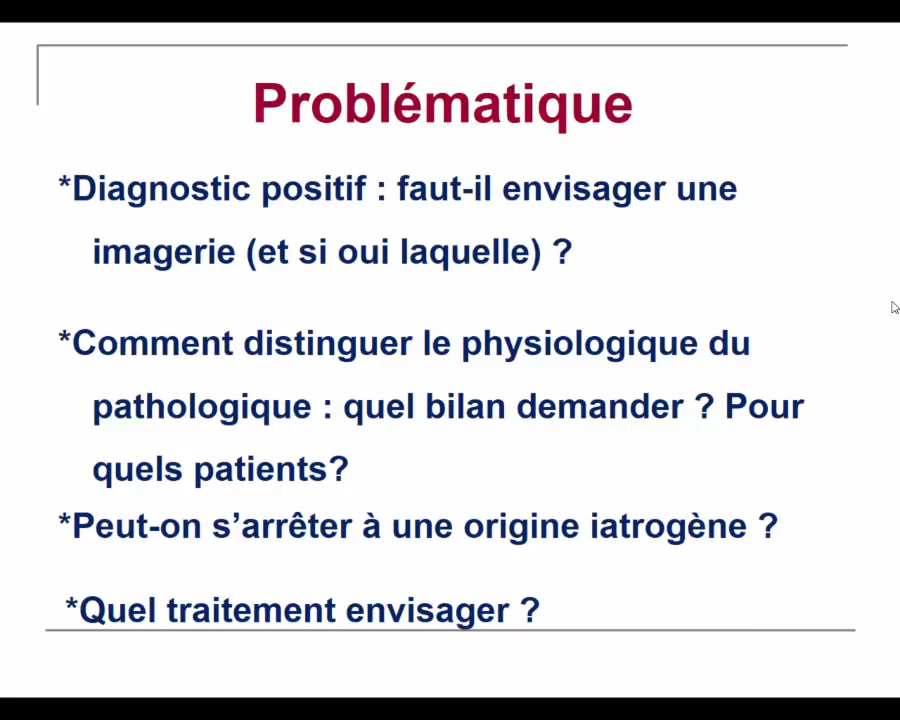 Problématique
*Diagnostic positif : faut-il envisager une
imagerie (et si oui laquelle) ?
*Comment distinguer le physiologique du
pathologique : quel bilan demander ? Pour
quels patients?
*Peut-on s’arrêter à une origine iatrogène ?
*Quel traitement envisager ?